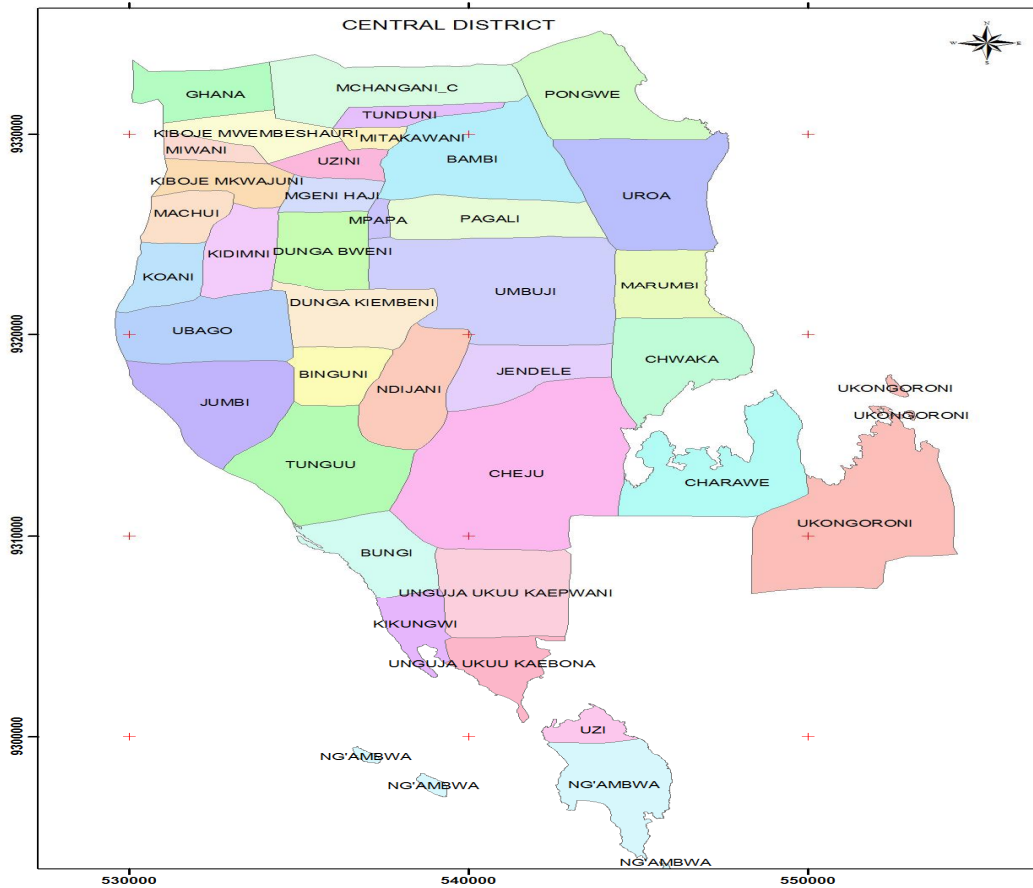 CENTRAL DISTRICT
N
W E
S
GHANA
MCHANGANI_C
PONGWE
TUNDUNI
KIBOJE MWEMBESHAURI
MITAKAWANI
MIWANI
UZINI
BAMBI
KIBOJE MKWAJUNI
MGENI HAJI
UROA
MACHUI
MPAPA
PAGALI
KIDIMNI
DUNGA BWENI
KOANI
UMBUJI
MARUMBI
DUNGA KIEMBENI
UBAGO
CHWAKA
BINGUNI
JENDELE
NDIJANI
UKONGORONI
JUMBI
UKONGORONI
TUNGUU
CHEJU
CHARAWE
UKONGORONI
BUNGI
UNGUJA UKUU KAEPWANI
KIKUNGWI
UNGUJA UKUU KAEBONA
UZI
NG'AMBWA
NG'AMBWA
NG'AMBWA
NG'AMBWA
9330000
9320000
9310000
9300000
530000 540000 550000